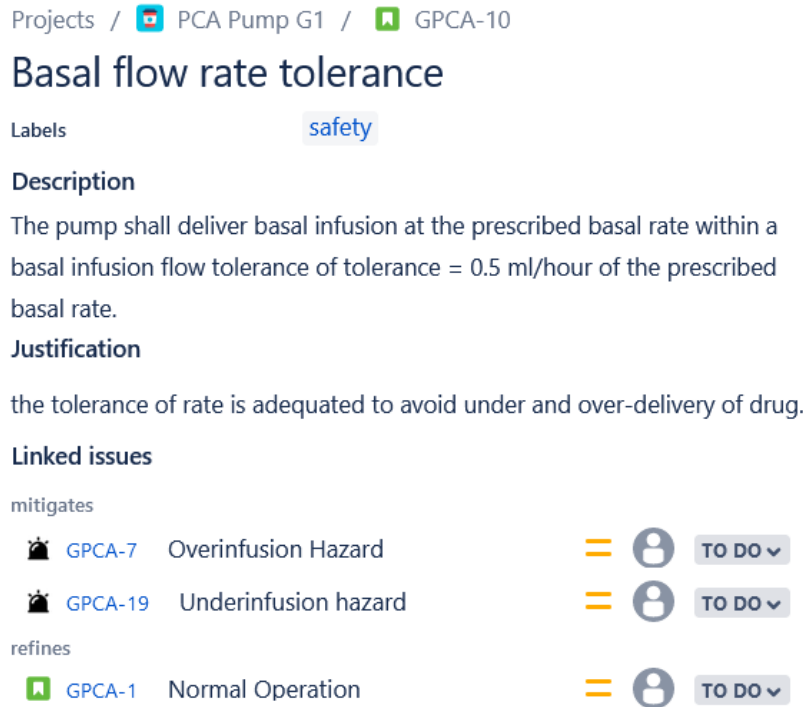 Projects / PCA Pump G1 / GPCA-10
Basal flow rate tolerance
Labels safety
Description
The pump shall deliver basal infusion at the prescribed basal rate within a
basal infusion flow tolerance of tolerance = 0.5 ml/hour of the prescribed
basal rate.
Justification
the tolerance of rate is adequated to avoid under and over-delivery of drug.
Linked issues
mitigates
GPCA-7 Overinfusion Hazard TO DO
GPCA-19 Underinfusion hazard TO DO
refines
GPCA-1 Normal Operation TO DO